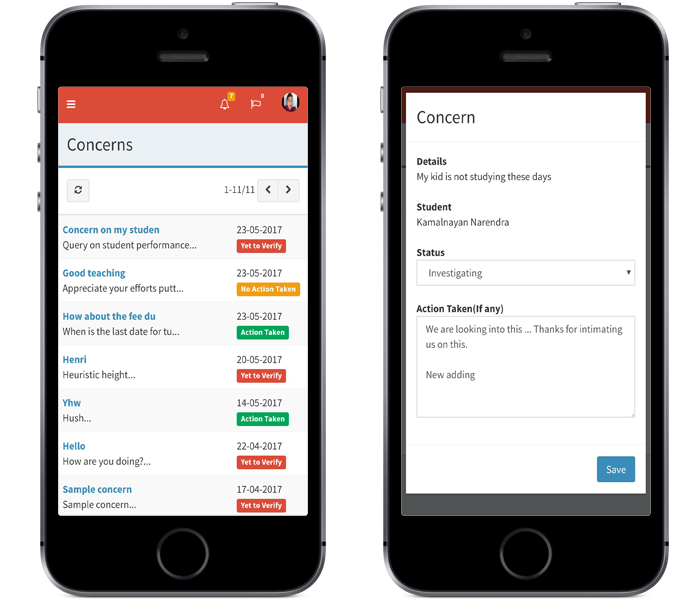 7
0
Concerns
1-11/11
Concern on my studen 23-05-2017
Query on student performance... Yet to Verify
Good teaching 23-05-2017
Appreciate your efforts putt... No Action Taken
How about the fee du 23-05-2017
When is the last date for tu... Action Taken
Henri 20-05-2017
Heuristic height... Yet to Verify
Yhw 14-05-2017
Hush... Action Taken
Hello 22-04-2017
How are you doing?... Yet to Verify
Sample concern 17-04-2017
Sample concern... Yet to Verify
Concern
Details
My kid is not studying these days
Student
Kamalnayan Narendra
Status
Investigating
Action Taken(If any)
We are looking into this ... Thanks for intimating
us on this.
New adding
Save